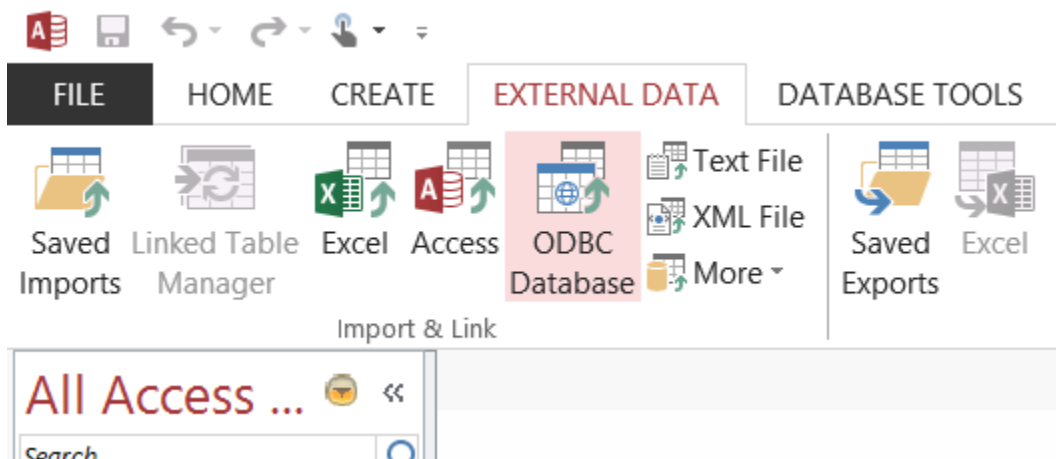 FILE HOME CREATE EXTERNAL DATA DATABASE TOOLS
Saved Imports
Linked Table Manager
Excel
Access
ODBC Database
Text File
XML File
More
Saved Exports
Excel
Import & Link
All Access ...
Search